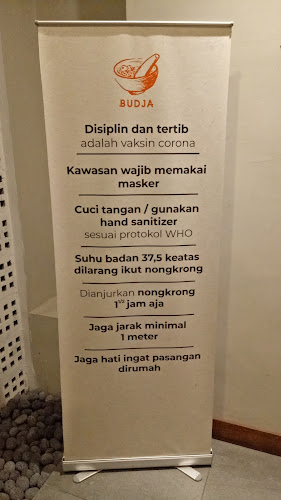 BUDJA
Disiplin dan tertib
adalah vaksin corona
Kawasan wajib memakai
masker
Cuci tangan / gunakan
hand sanitizer
sesuai protokol WHO
Suhu badan 37,5 keatas
dilarang ikut nongkrong
Dianjurkan nongkrong
1 jam aja
Jaga jarak minimal
1 meter
Jaga hati ingat pasangan
dirumah